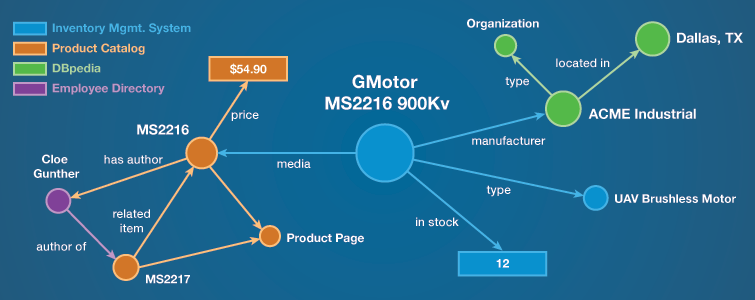 Inventory Mgmt. System
Product Catalog
DBpedia
Employee Directory
$54.90
price
MS2216
has author
Cloe
Gunther
author of
related
item
MS2217
Product Page
media
GMotor
MS2216 900Kv
Organization
type
located in
Dallas, TX
ACME Industrial
manufacturer
type
UAV Brushless Motor
in stock
12